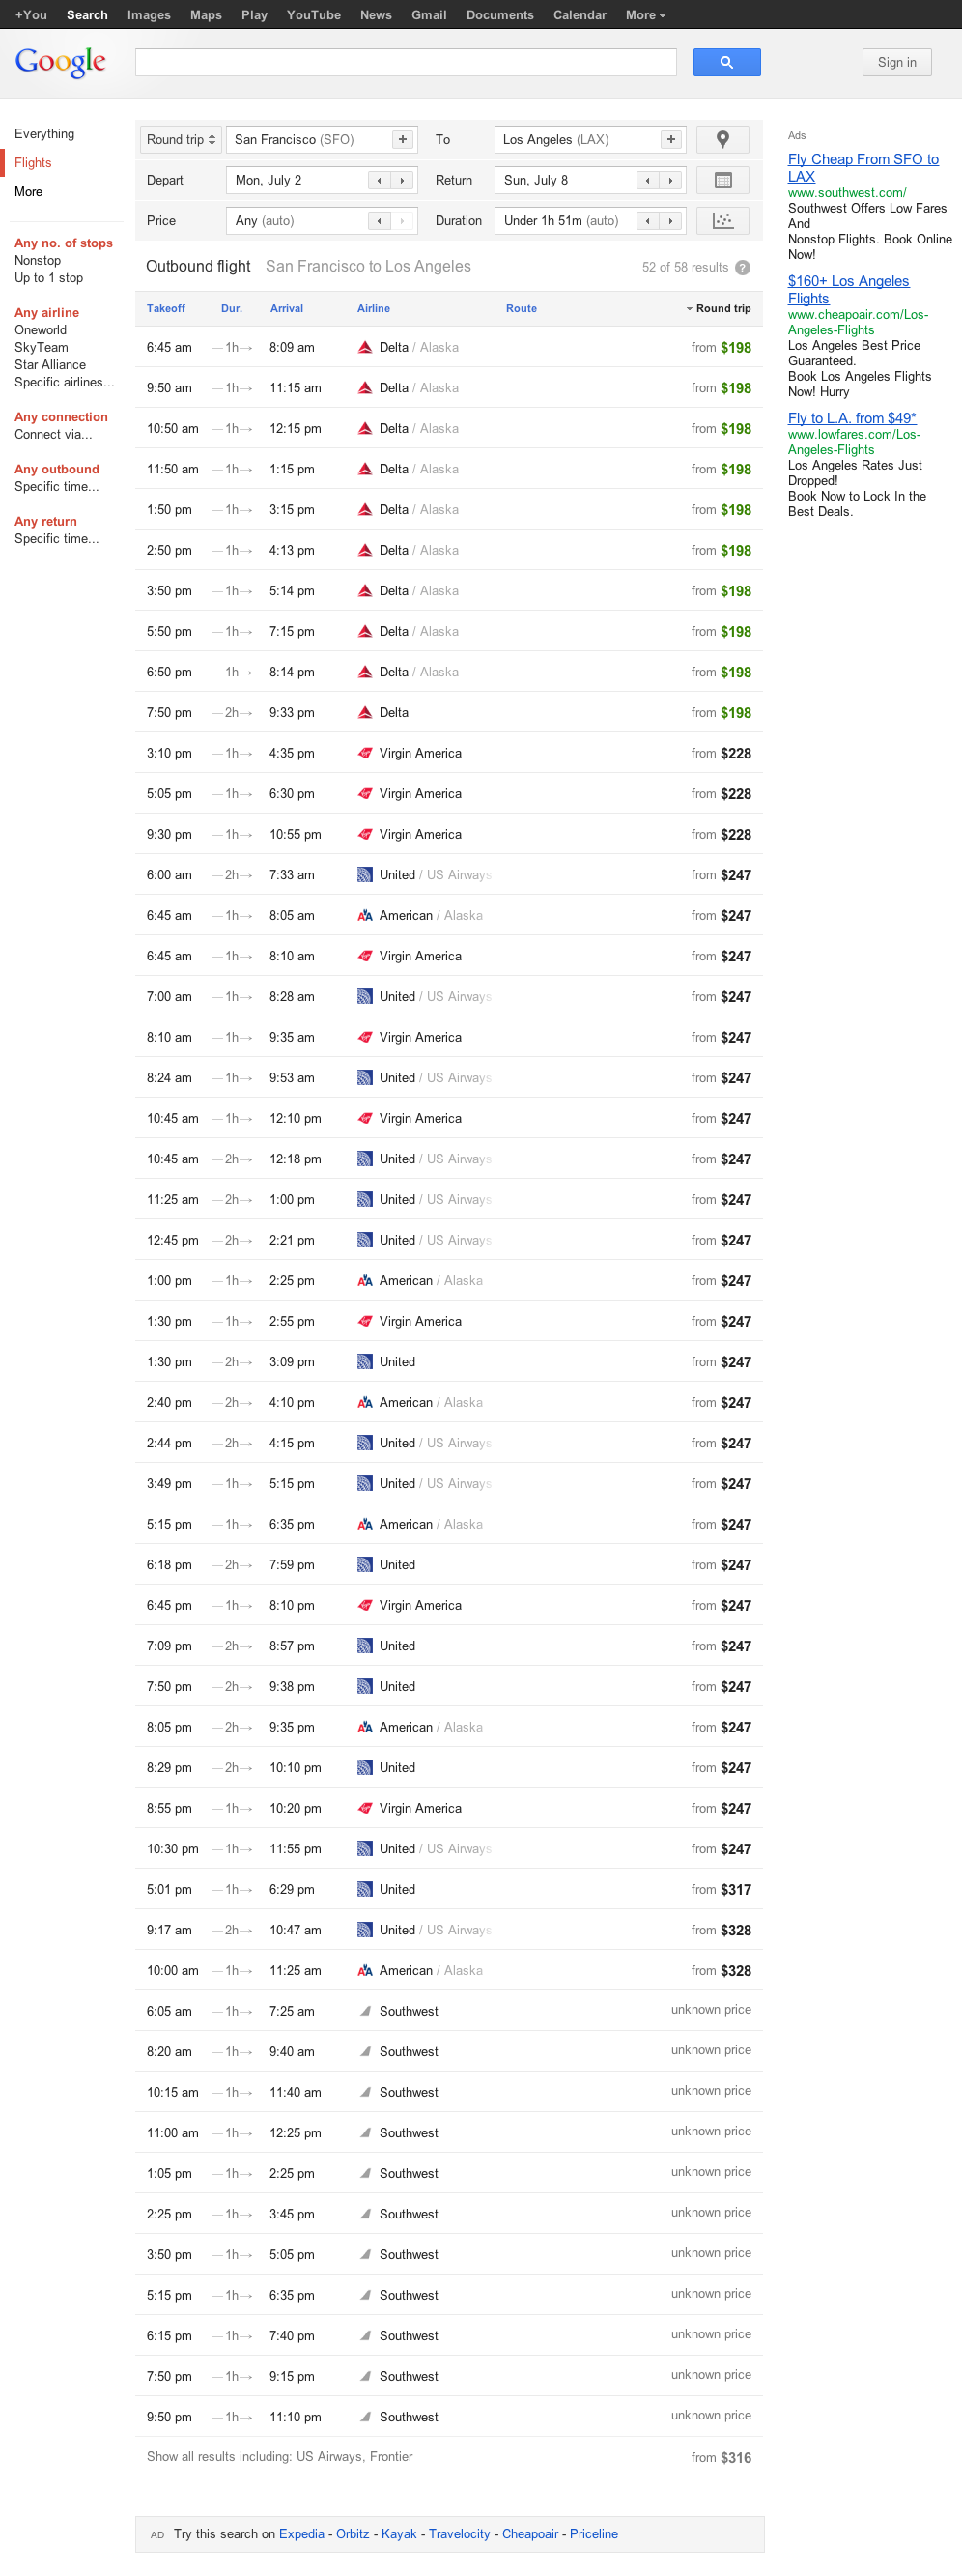 +You Search Images Maps Play YouTube News Gmail Documents Calendar More
Google Sign in
Everything
Flights
More
Any no. of stops
Nonstop
Up to 1 stop
Any airline
Oneworld
SkyTeam
Star Alliance
Specific airlines...
Any connection
Connect via...
Any outbound
Specific time...
Any return
Specific time...
Round trip San Francisco (SFO) + To Los Angeles (LAX) +
Depart Mon, July 2 Return Sun, July 8
Price Any (auto) Duration Under 1h 51m (auto)
Outbound flight San Francisco to Los Angeles 52 of 58 results ?
Takeoff Dur. Arrival Airline Route Round trip
6:45 am 1h 8:09 am Delta / Alaska from $198
9:50 am 1h 11:15 am Delta / Alaska from $198
10:50 am 1h 12:15 pm Delta / Alaska from $198
11:50 am 1h 1:15 pm Delta / Alaska from $198
1:50 pm 1h 3:15 pm Delta / Alaska from $198
2:50 pm 1h 4:13 pm Delta / Alaska from $198
3:50 pm 1h 5:14 pm Delta / Alaska from $198
5:50 pm 1h 7:15 pm Delta / Alaska from $198
6:50 pm 1h 8:14 pm Delta / Alaska from $198
7:50 pm 2h 9:33 pm Delta from $198
3:10 pm 1h 4:35 pm Virgin America from $228
5:05 pm 1h 6:30 pm Virgin America from $228
9:30 pm 1h 10:55 pm Virgin America from $228
6:00 am 2h 7:33 am United / US Airways from $247
6:45 am 1h 8:05 am American / Alaska from $247
6:45 am 1h 8:10 am Virgin America from $247
7:00 am 1h 8:28 am United / US Airways from $247
8:10 am 1h 9:35 am Virgin America from $247
8:24 am 1h 9:53 am United / US Airways from $247
10:45 am 1h 12:10 pm Virgin America from $247
10:45 am 2h 12:18 pm United / US Airways from $247
11:25 am 2h 1:00 pm United / US Airways from $247
12:45 pm 2h 2:21 pm United / US Airways from $247
1:00 pm 1h 2:25 pm American / Alaska from $247
1:30 pm 1h 2:55 pm Virgin America from $247
1:30 pm 2h 3:09 pm United from $247
2:40 pm 2h 4:10 pm American / Alaska from $247
2:44 pm 2h 4:15 pm United / US Airways from $247
3:49 pm 1h 5:15 pm United / US Airways from $247
5:15 pm 1h 6:35 pm American / Alaska from $247
6:18 pm 2h 7:59 pm United from $247
6:45 pm 1h 8:10 pm Virgin America from $247
7:09 pm 2h 8:57 pm United from $247
7:50 pm 2h 9:38 pm United from $247
8:05 pm 2h 9:35 pm American / Alaska from $247
8:29 pm 2h 10:10 pm United from $247
8:55 pm 1h 10:20 pm Virgin America from $247
10:30 pm 1h 11:55 pm United / US Airways from $247
5:01 pm 1h 6:29 pm United from $317
9:17 am 2h 10:47 am United / US Airways from $328
10:00 am 1h 11:25 am American / Alaska from $328
6:05 am 1h 7:25 am Southwest unknown price
8:20 am 1h 9:40 am Southwest unknown price
10:15 am 1h 11:40 am Southwest unknown price
11:00 am 1h 12:25 pm Southwest unknown price
1:05 pm 1h 2:25 pm Southwest unknown price
2:25 pm 1h 3:45 pm Southwest unknown price
3:50 pm 1h 5:05 pm Southwest unknown price
5:15 pm 1h 6:35 pm Southwest unknown price
6:15 pm 1h 7:40 pm Southwest unknown price
7:50 pm 1h 9:15 pm Southwest unknown price
9:50 pm 1h 11:10 pm Southwest unknown price
Show all results including: US Airways, Frontier from $316
AD Try this search on Expedia - Orbitz - Kayak - Travelocity - Cheapoair - Priceline
Ads
Fly Cheap From SFO to
LAX
www.southwest.com/
Southwest Offers Low Fares
And
Nonstop Flights. Book Online
Now!
$160+ Los Angeles
Flights
www.cheapoair.com/Los-
Angeles-Flights
Los Angeles Best Price
Guaranteed.
Book Los Angeles Flights
Now! Hurry
Fly to L.A. from $49*
www.lowfares.com/Los-
Angeles-Flights
Los Angeles Rates Just
Dropped!
Book Now to Lock In the
Best Deals.